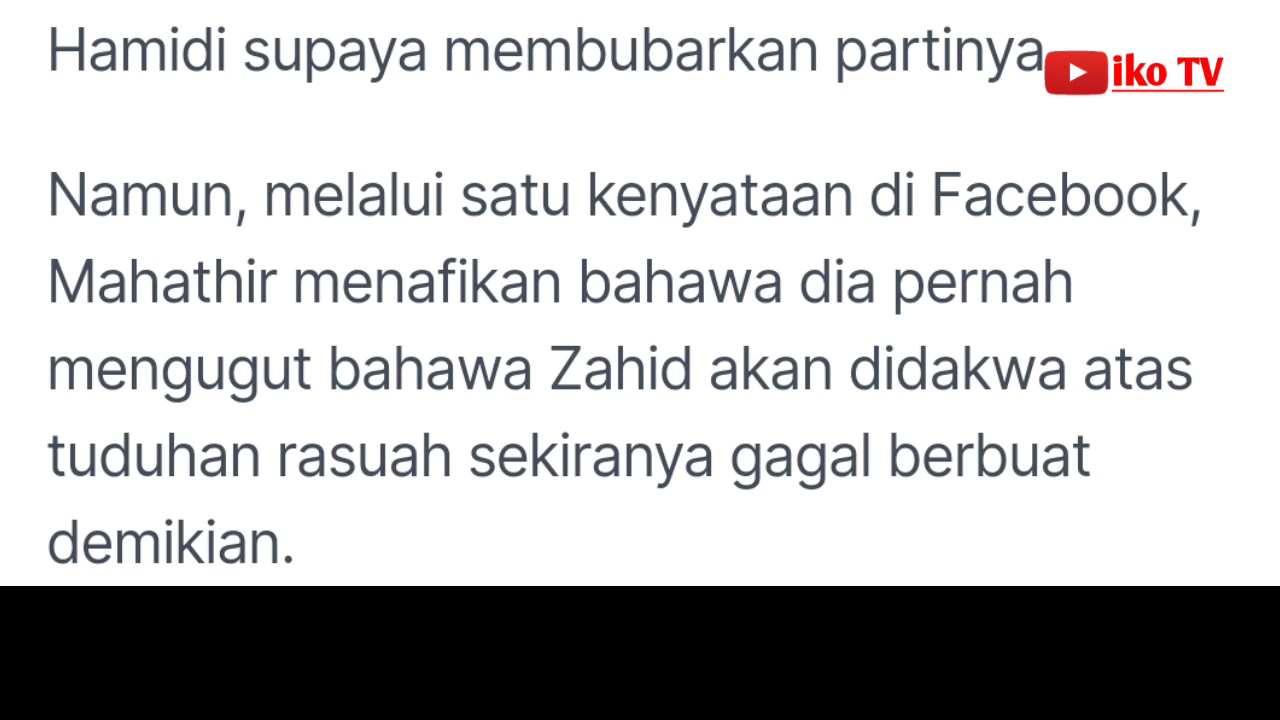 Hamidi supaya membubarkan partinya
iko TV
Namun, melalui satu kenyataan di Facebook,
Mahathir menafikan bahawa dia pernah
mengugut bahawa Zahid akan didakwa atas
tuduhan rasuah sekiranya gagal berbuat
demikian.